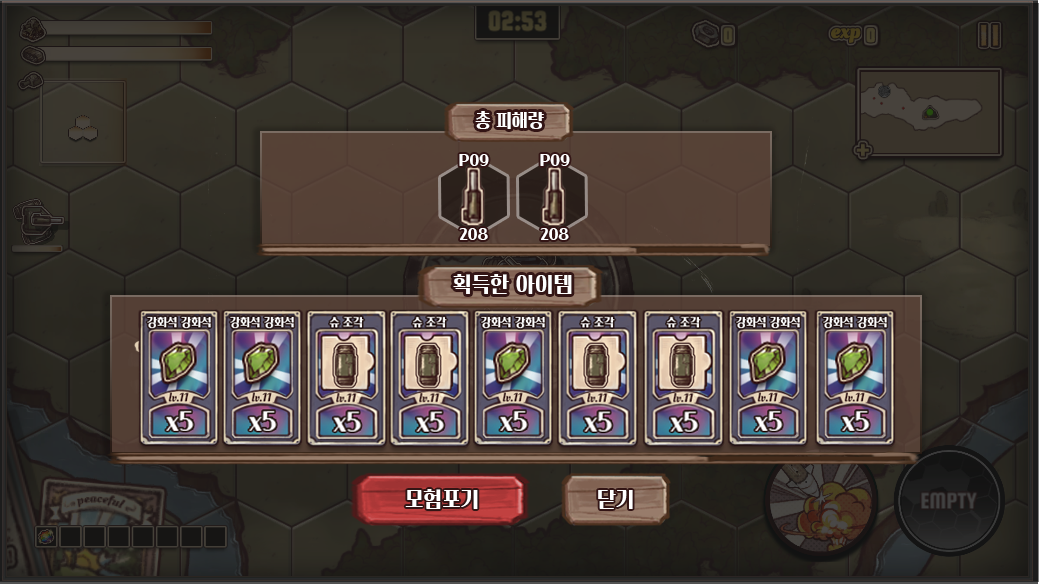 02:53
0
exp 0
총 피해량
P09
P09
208
208
획득한 아이템
강화석 강화석
강화석 강화석
슈 조각
슈 조각
강화석 강화석
슈 조각
슈 조각
강화석 강화석
강화석 강화석
lv.11
lv.11
lv.11
lv.11
lv.11
lv.11
lv.11
lv.11
lv.11
x5
x5
x5
x5
x5
x5
x5
x5
x5
모험포기
닫기
peaceful
EMPTY